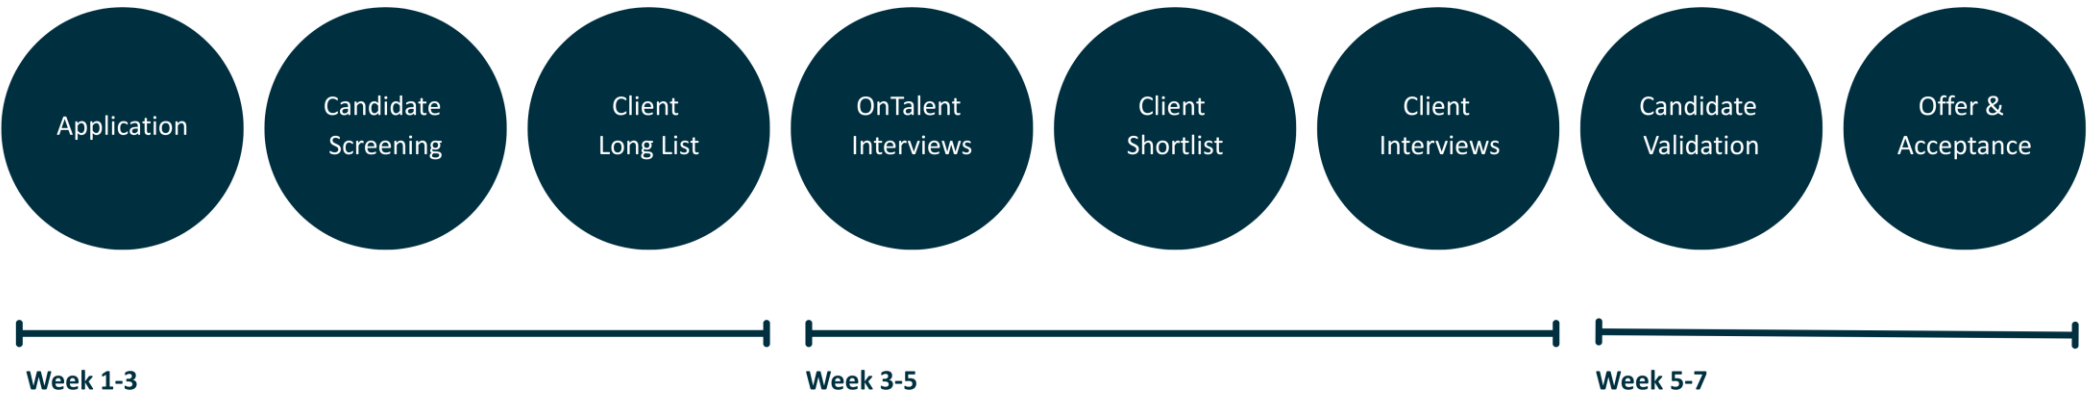 Application
Candidate
Screening
Client
Long List
OnTalent
Interviews
Client
Shortlist
Client
Interviews
Candidate
Validation
Offer &
Acceptance
Week 1-3
Week 3-5
Week 5-7